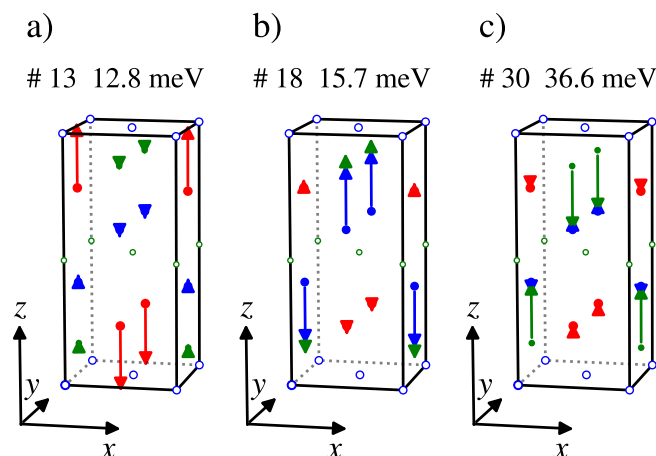 a) b) c)
# 13 12.8 meV # 18 15.7 meV # 30 36.6 meV
z z z
y y y
x x x